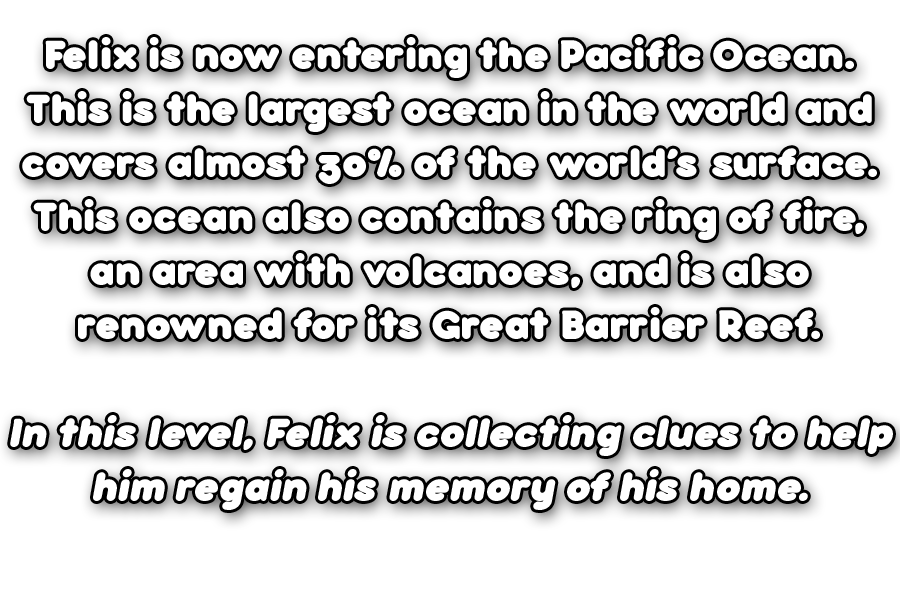 Felix is now entering the Pacific Ocean.
This is the largest ocean in the world and
covers almost 30% of the world's surface.
This ocean also contains the ring of fire,
an area with volcanoes, and is also
renowned for its Great Barrier Reef.
In this level, Felix is collecting clues to help
him regain his memory of his home.